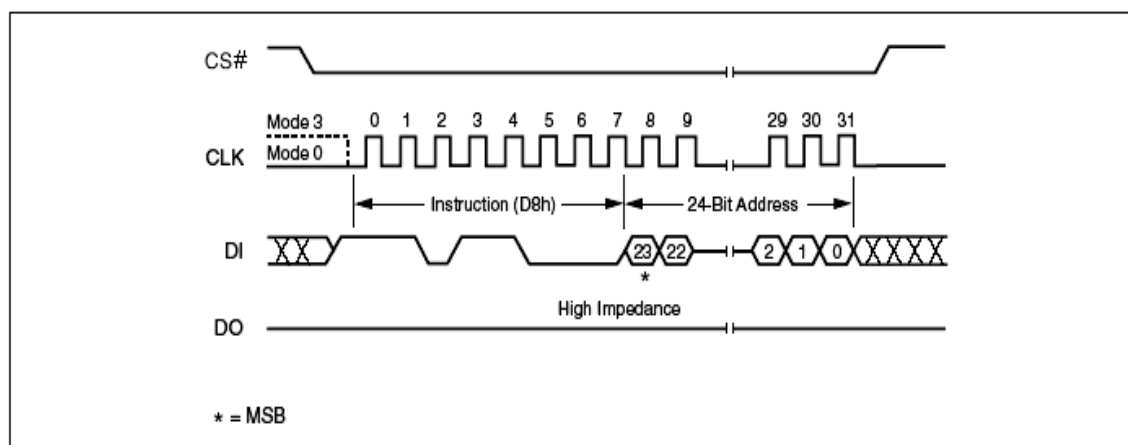 CS#
Mode 3
0 1 2 3 4 5 6 7 8 9 29 30 31
CLK
Mode 0
Instruction (D8h)
24-Bit Address
DI
23 22 2 1 0
*
High Impedance
DO
* = MSB